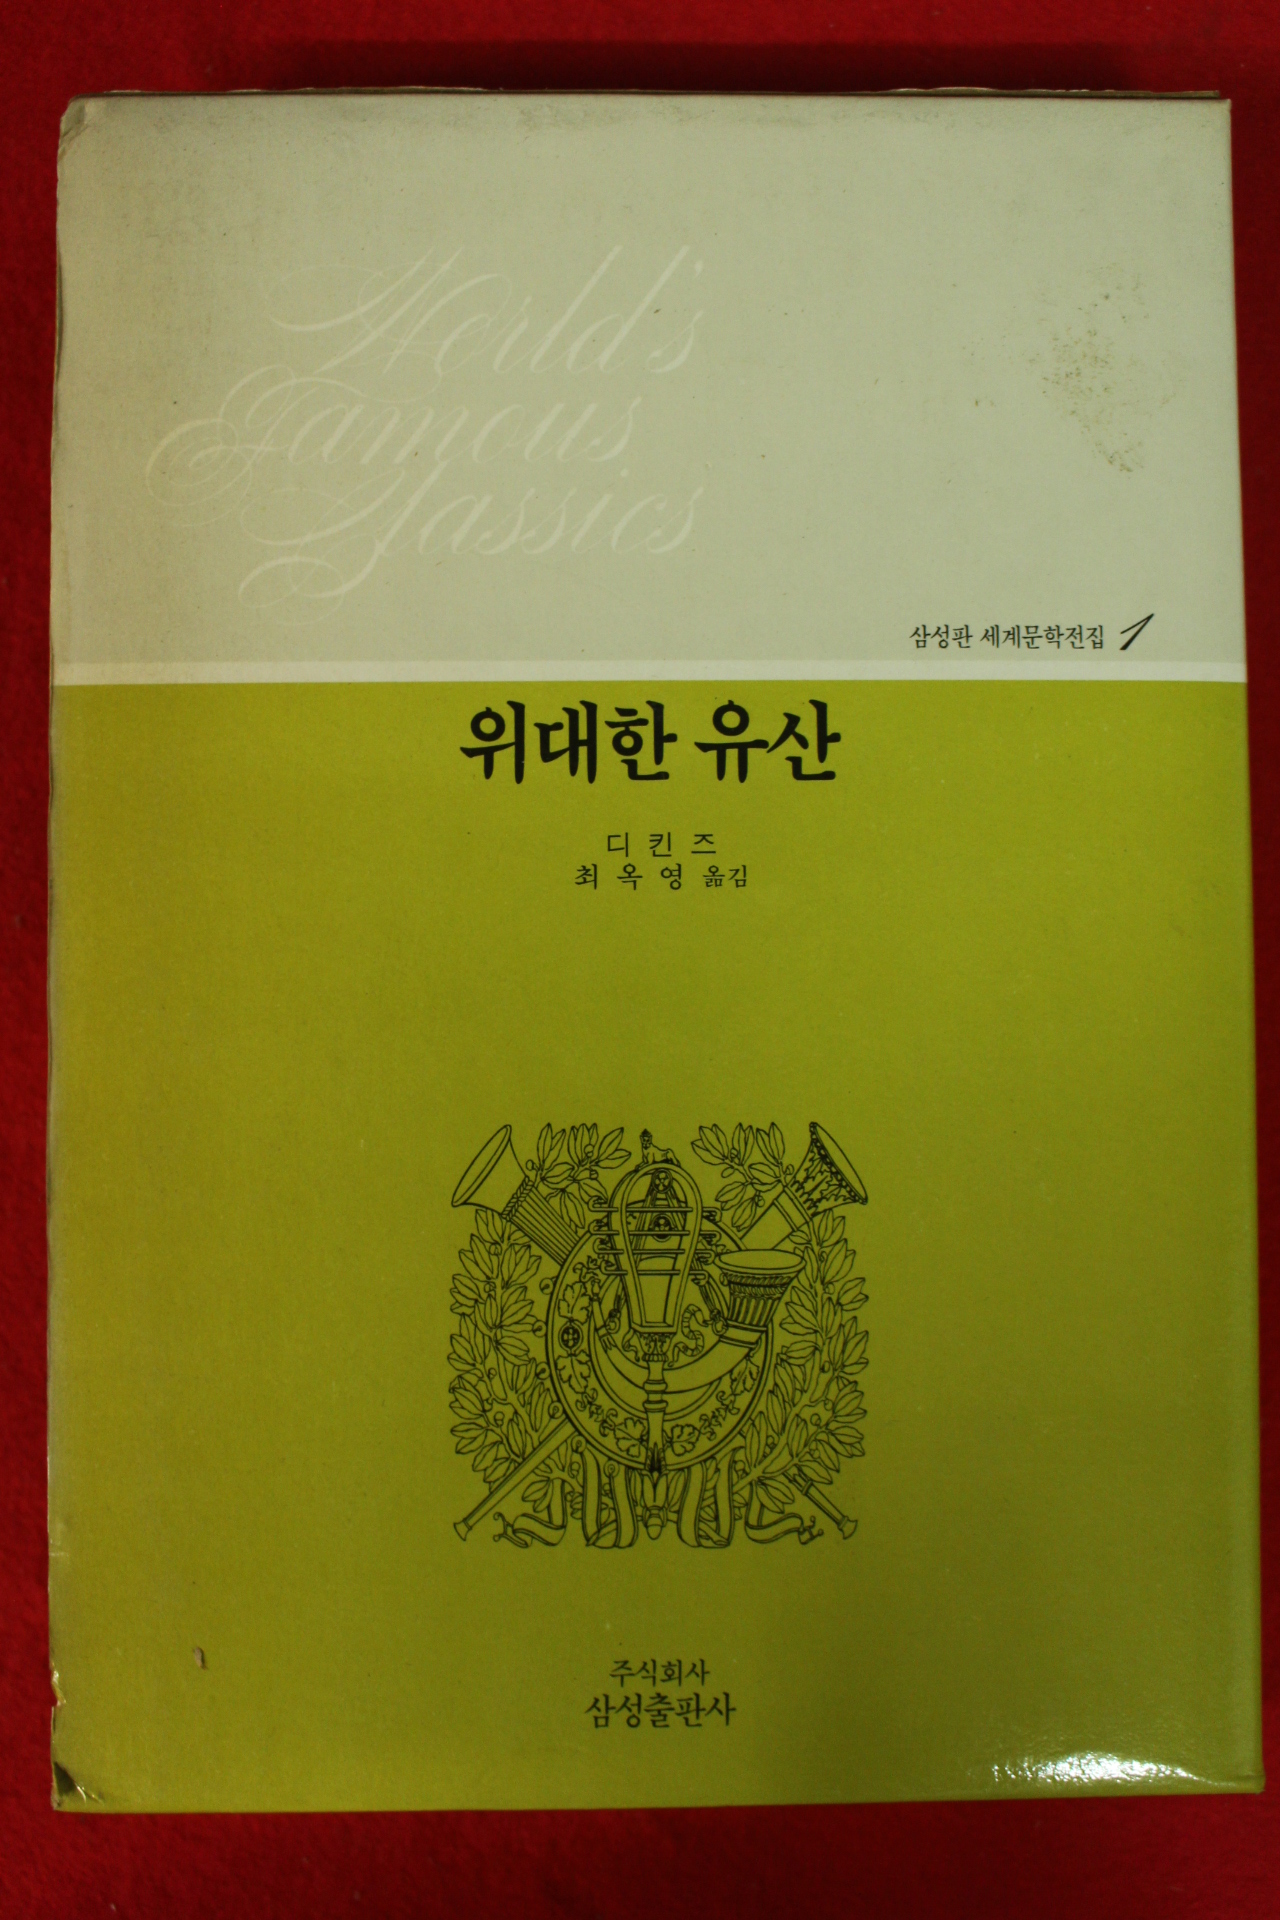 World's
Famous
Classics
삼성판 세계문학전집 1
위대한 유산
디킨즈
최옥영 옮김
주식회사
삼성출판사